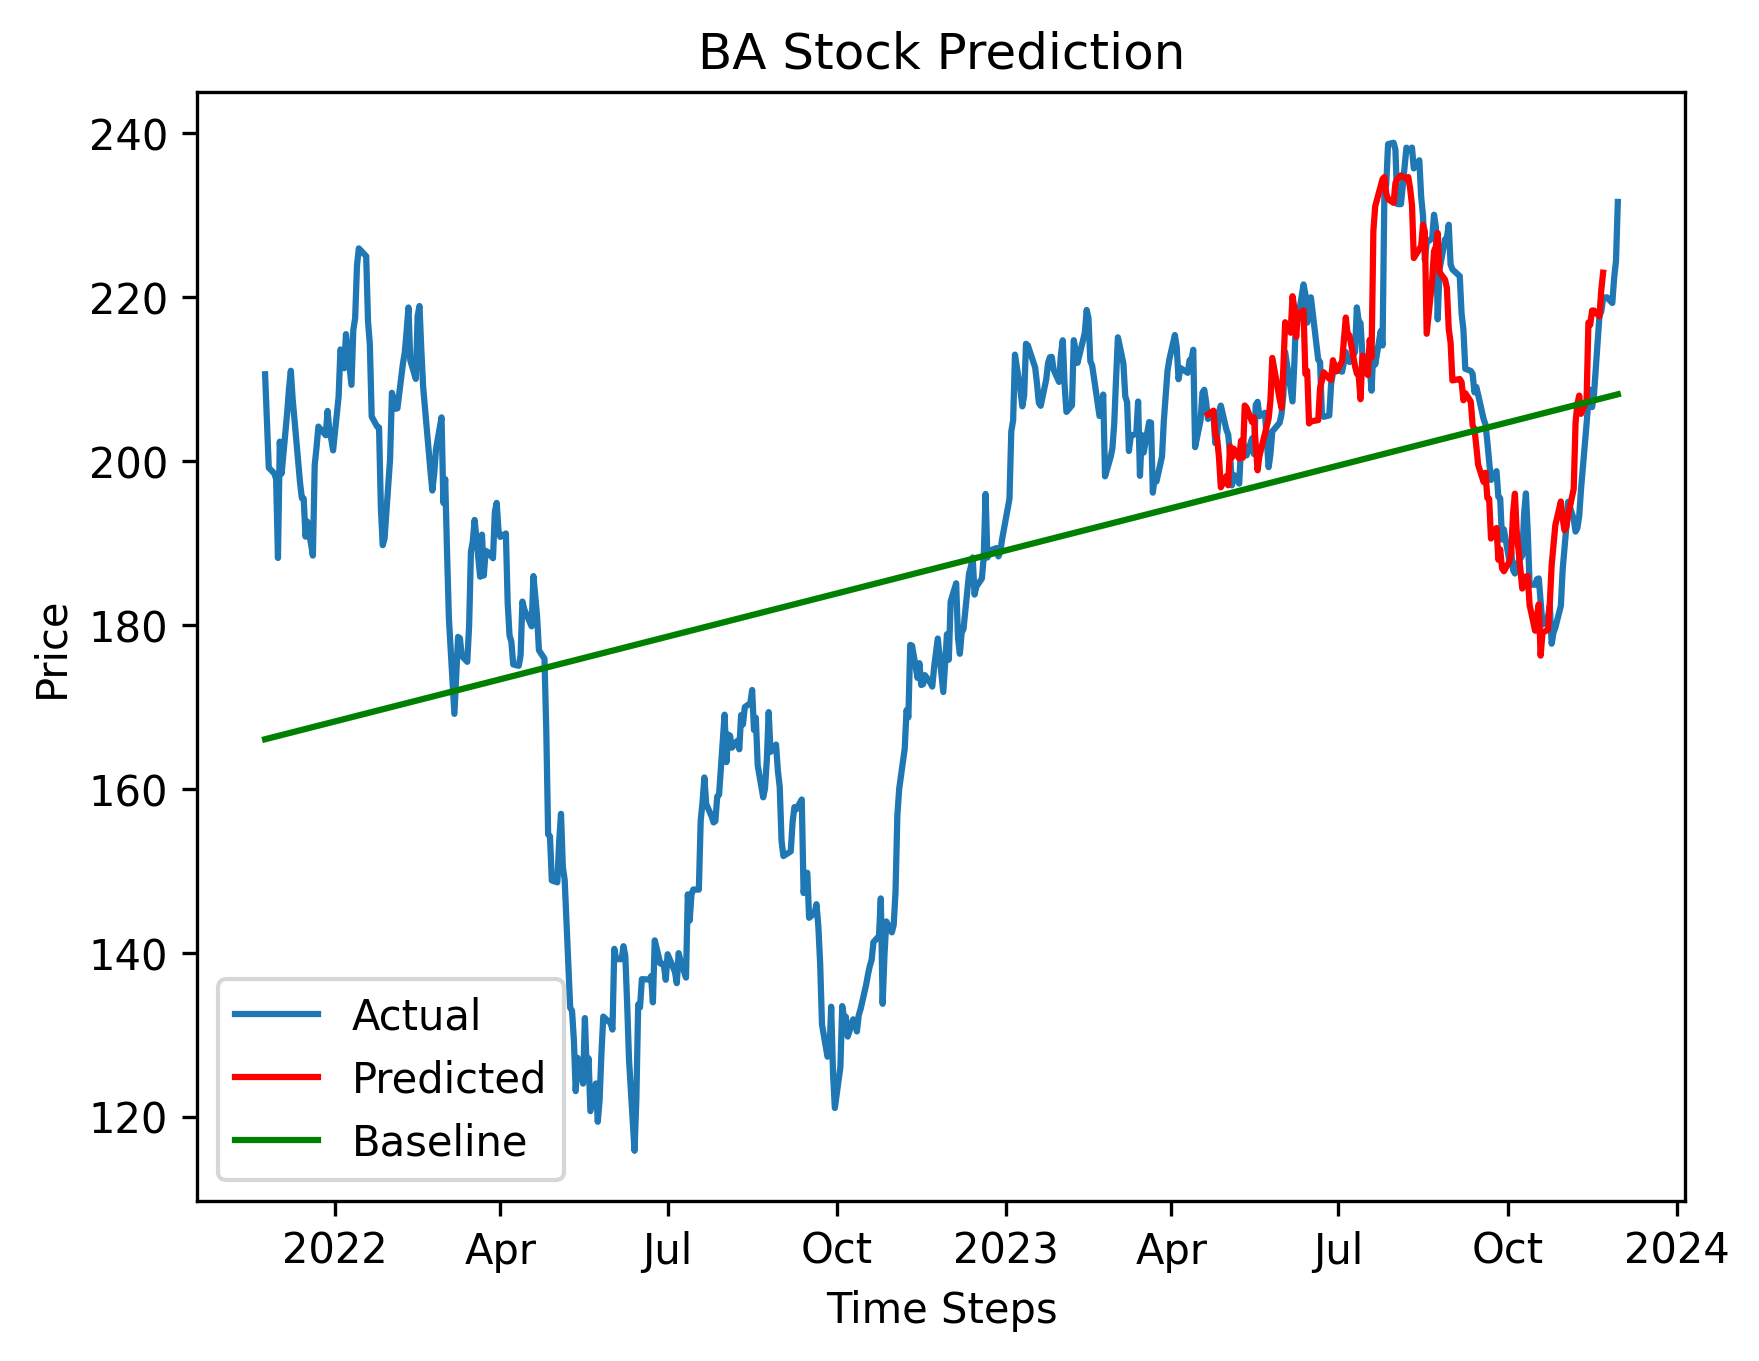 BA Stock Prediction
240
220
200
180
160
140
120
Price
Actual
Predicted
Baseline
2022 Apr Jul Oct 2023 Apr Jul Oct 2024
Time Steps